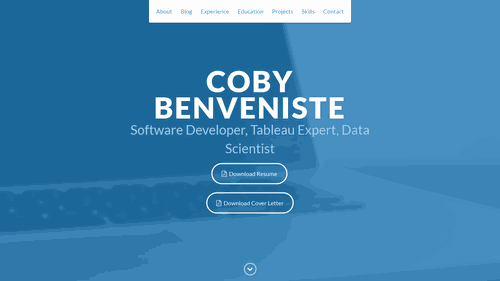 About Blog Experience Education Projects Skills Contact
COBY
BENVENISTE
Software Developer, Tableau Expert, Data
Scientist
Download Resume
Download Cover Letter